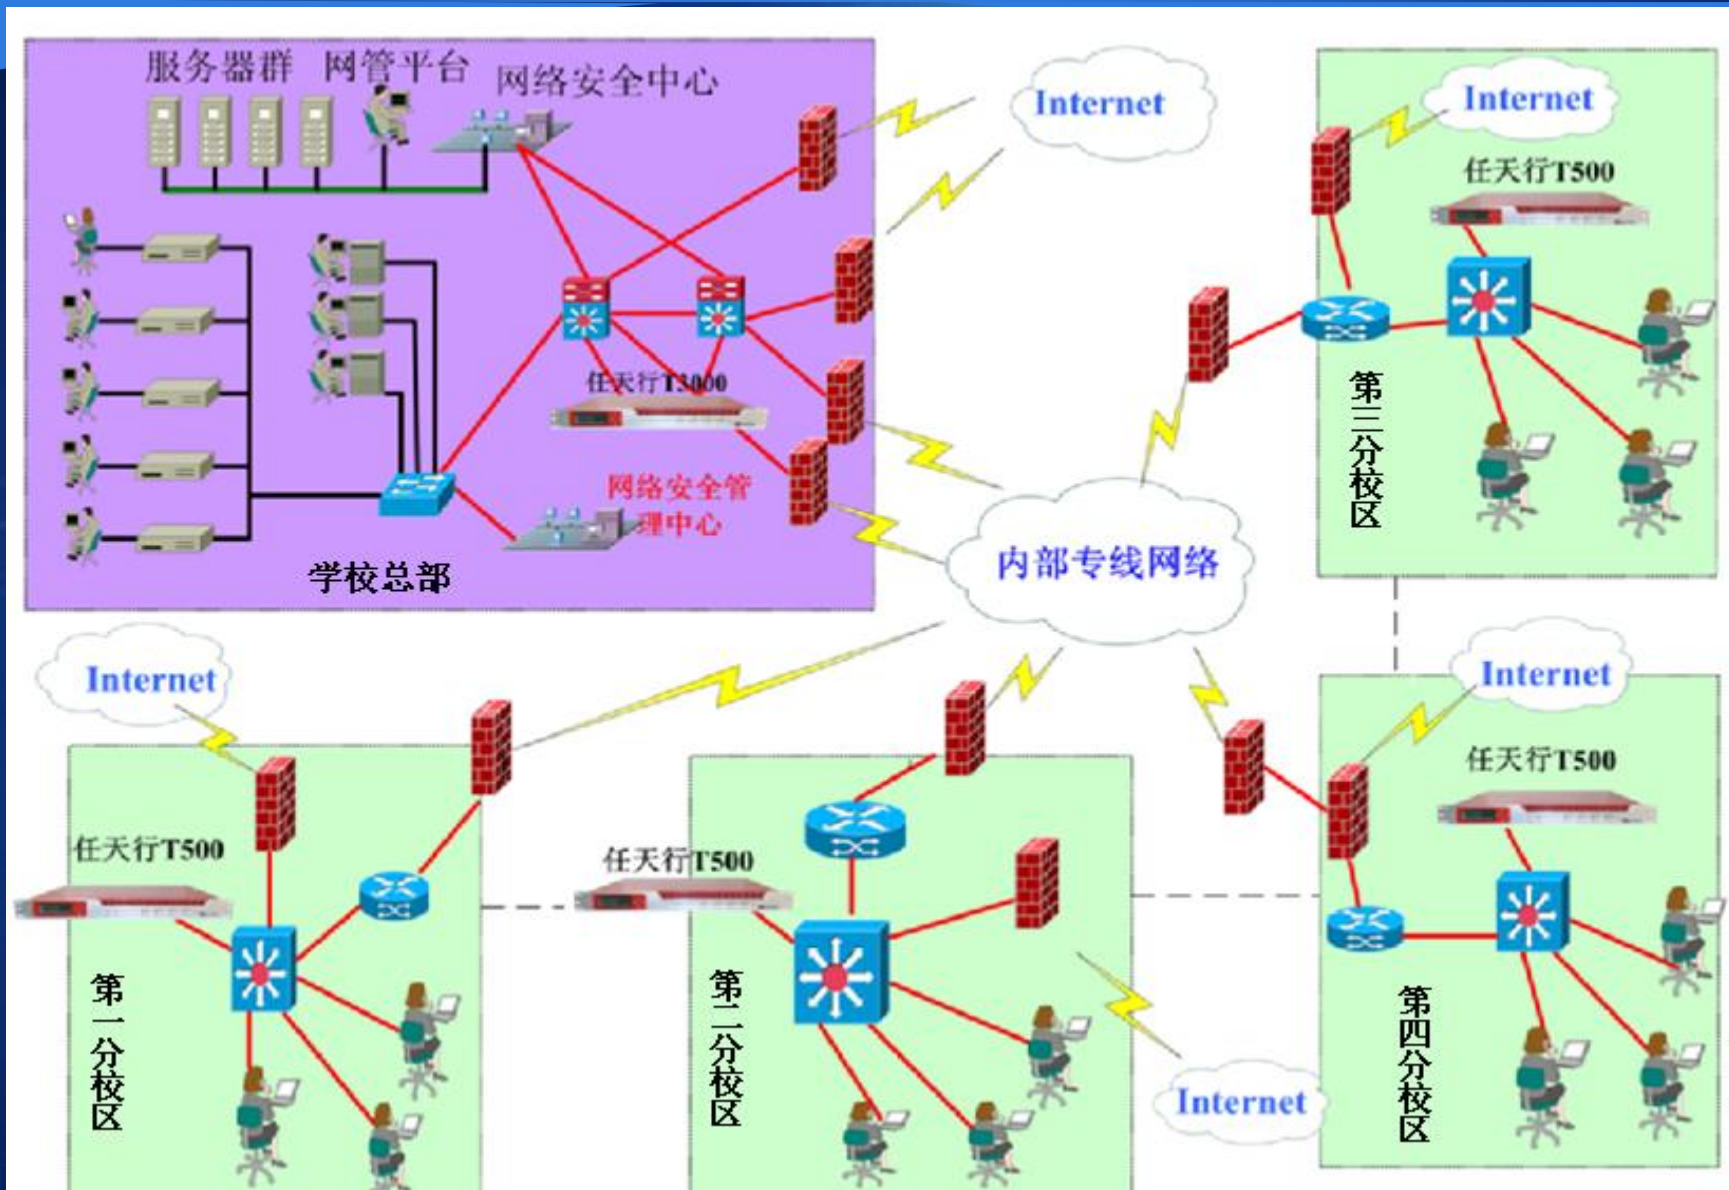 服务器群 网管平台 网络安全中心
Internet
Internet
任天行T500
任天行T3000
第三分校区
网络安全管
理中心
内部专线网络
学校总部
Internet
Internet
任天行T500
任天行T500
任天行T500
第一分校区
第二分校区
第四分校区
Internet